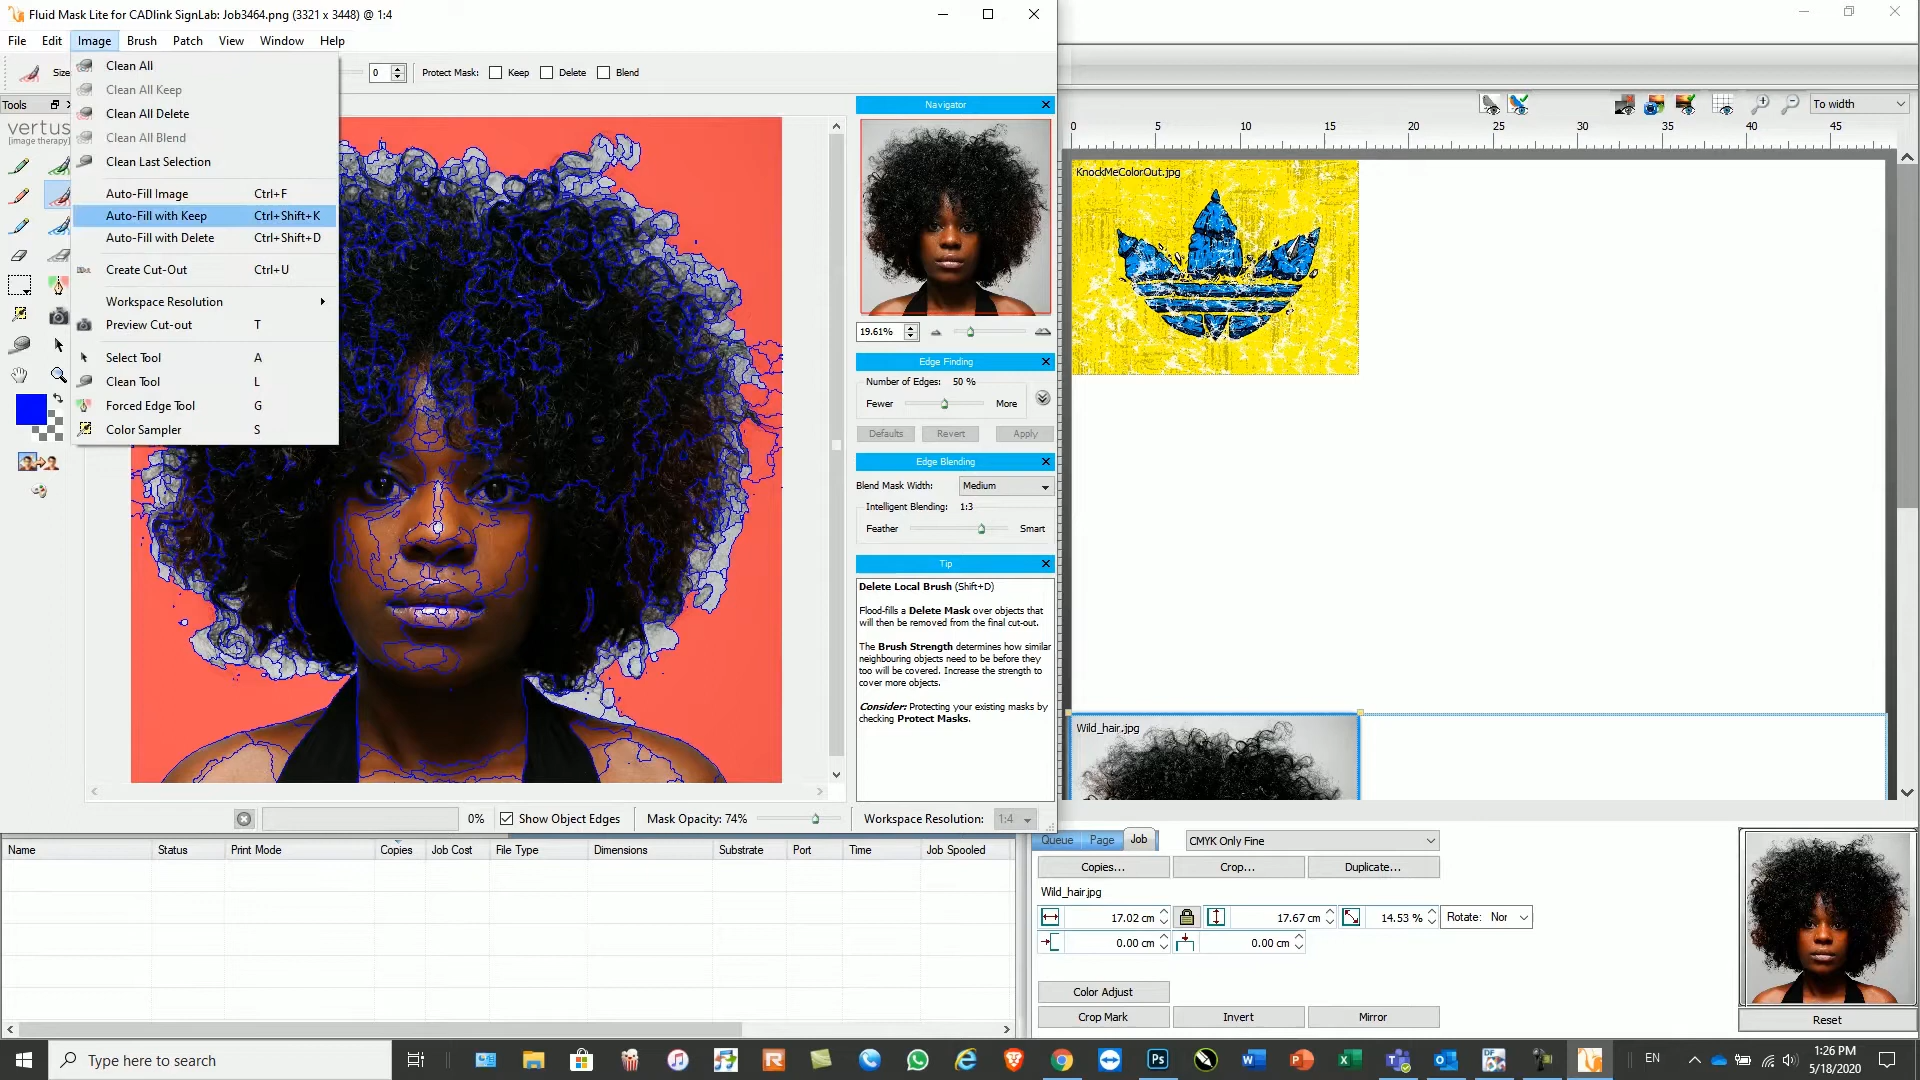 Fluid Mask Lite for CADlink SignLab: Job3464.png (3321 x 3448) @ 1:4
File Edit Image Brush Patch View Window Help
Size
0
Protect Mask: Keep Delete Blend
Tools
vertus
[image therapy]
Clean All
Clean All Keep
Clean All Delete
Clean All Blend
Clean Last Selection
Auto-Fill Image Ctrl+F
Auto-Fill with Keep Ctrl+Shift+K
Auto-Fill with Delete Ctrl+Shift+D
Create Cut-Out Ctrl+U
Workspace Resolution
Preview Cut-out T
Select Tool A
Clean Tool L
Forced Edge Tool G
Color Sampler S
Navigator
19.61%
Edge Finding
Number of Edges: 50 %
Fewer More
Defaults Revert Apply
Edge Blending
Blend Mask Width: Medium
Intelligent Blending: 1:3
Feather Smart
Tip
Delete Local Brush (Shift+D)
Flood-fills a Delete Mask over objects that
will then be removed from the final cut-out.
The Brush Strength determines how similar
neighbouring objects need to be before they
too will be covered. Increase the strength to
cover more objects.
Consider: Protecting your existing masks by
checking Protect Masks.
0% Show Object Edges Mask Opacity: 74% Workspace Resolution: 1:4
To width
0 5 10 15 20 25 30 35 40 45
KnockMeColorOut.jpg
Wild_hair.jpg
Name Status Print Mode Copies Job Cost File Type Dimensions Substrate Port Time Job Spooled
Queue Page Job CMYK Only Fine
Copies... Crop... Duplicate...
Wild_hair.jpg
17.02 cm 17.67 cm 14.53 % Rotate: Nor
0.00 cm 0.00 cm
Color Adjust
Crop Mark Invert Mirror
Reset
Type here to search
EN
1:26 PM
5/18/2020